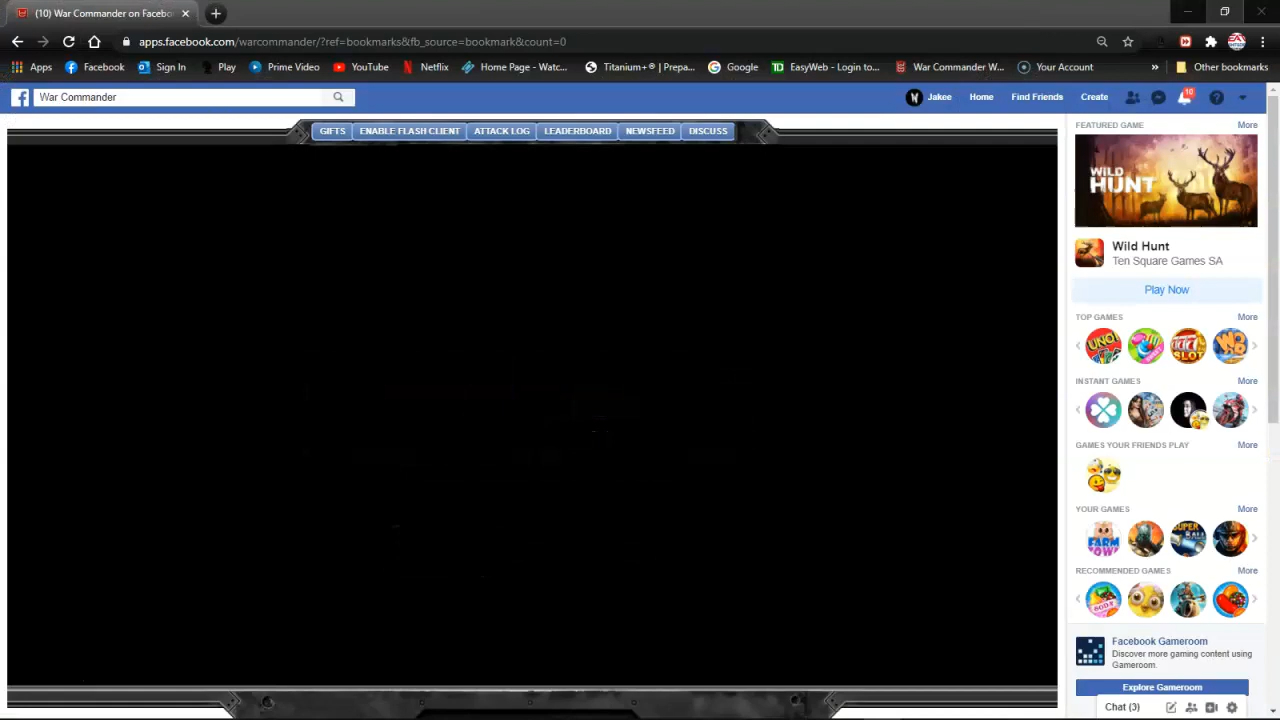 (10) War Commander on Facebo
apps.facebook.com/warcommander/?ref=bookmarks&fb_source=bookmark&count=0
Apps Facebook Sign In Play Prime Video YouTube Netflix Home Page - Watc... Titanium+® | Prepa... Google EasyWeb - Login to... War Commander W... Your Account » Other bookmarks
War Commander Jakee Home Find Friends Create 10
GIFTS ENABLE FLASH CLIENT ATTACK LOG LEADERBOARD NEWSFEED DISCUSS
FEATURED GAME More
WILD
HUNT
Wild Hunt
Ten Square Games SA
Play Now
TOP GAMES More
INSTANT GAMES More
GAMES YOUR FRIENDS PLAY More
YOUR GAMES More
RECOMMENDED GAMES More
Facebook Gameroom
Discover more gaming content using
Gameroom.
Explore Gameroom
Chat (3)